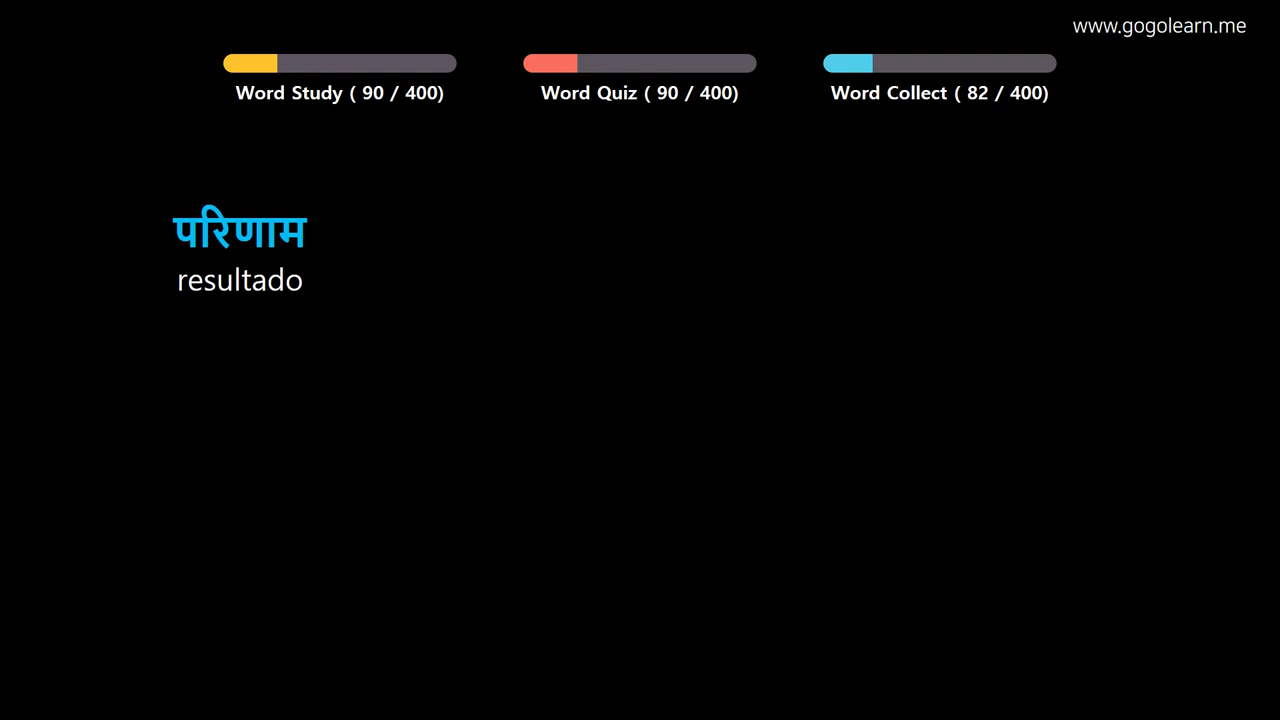 www.gogolearn.me
Word Study ( 90 / 400)
Word Quiz ( 90 / 400)
Word Collect ( 82 / 400)
परिणाम
resultado